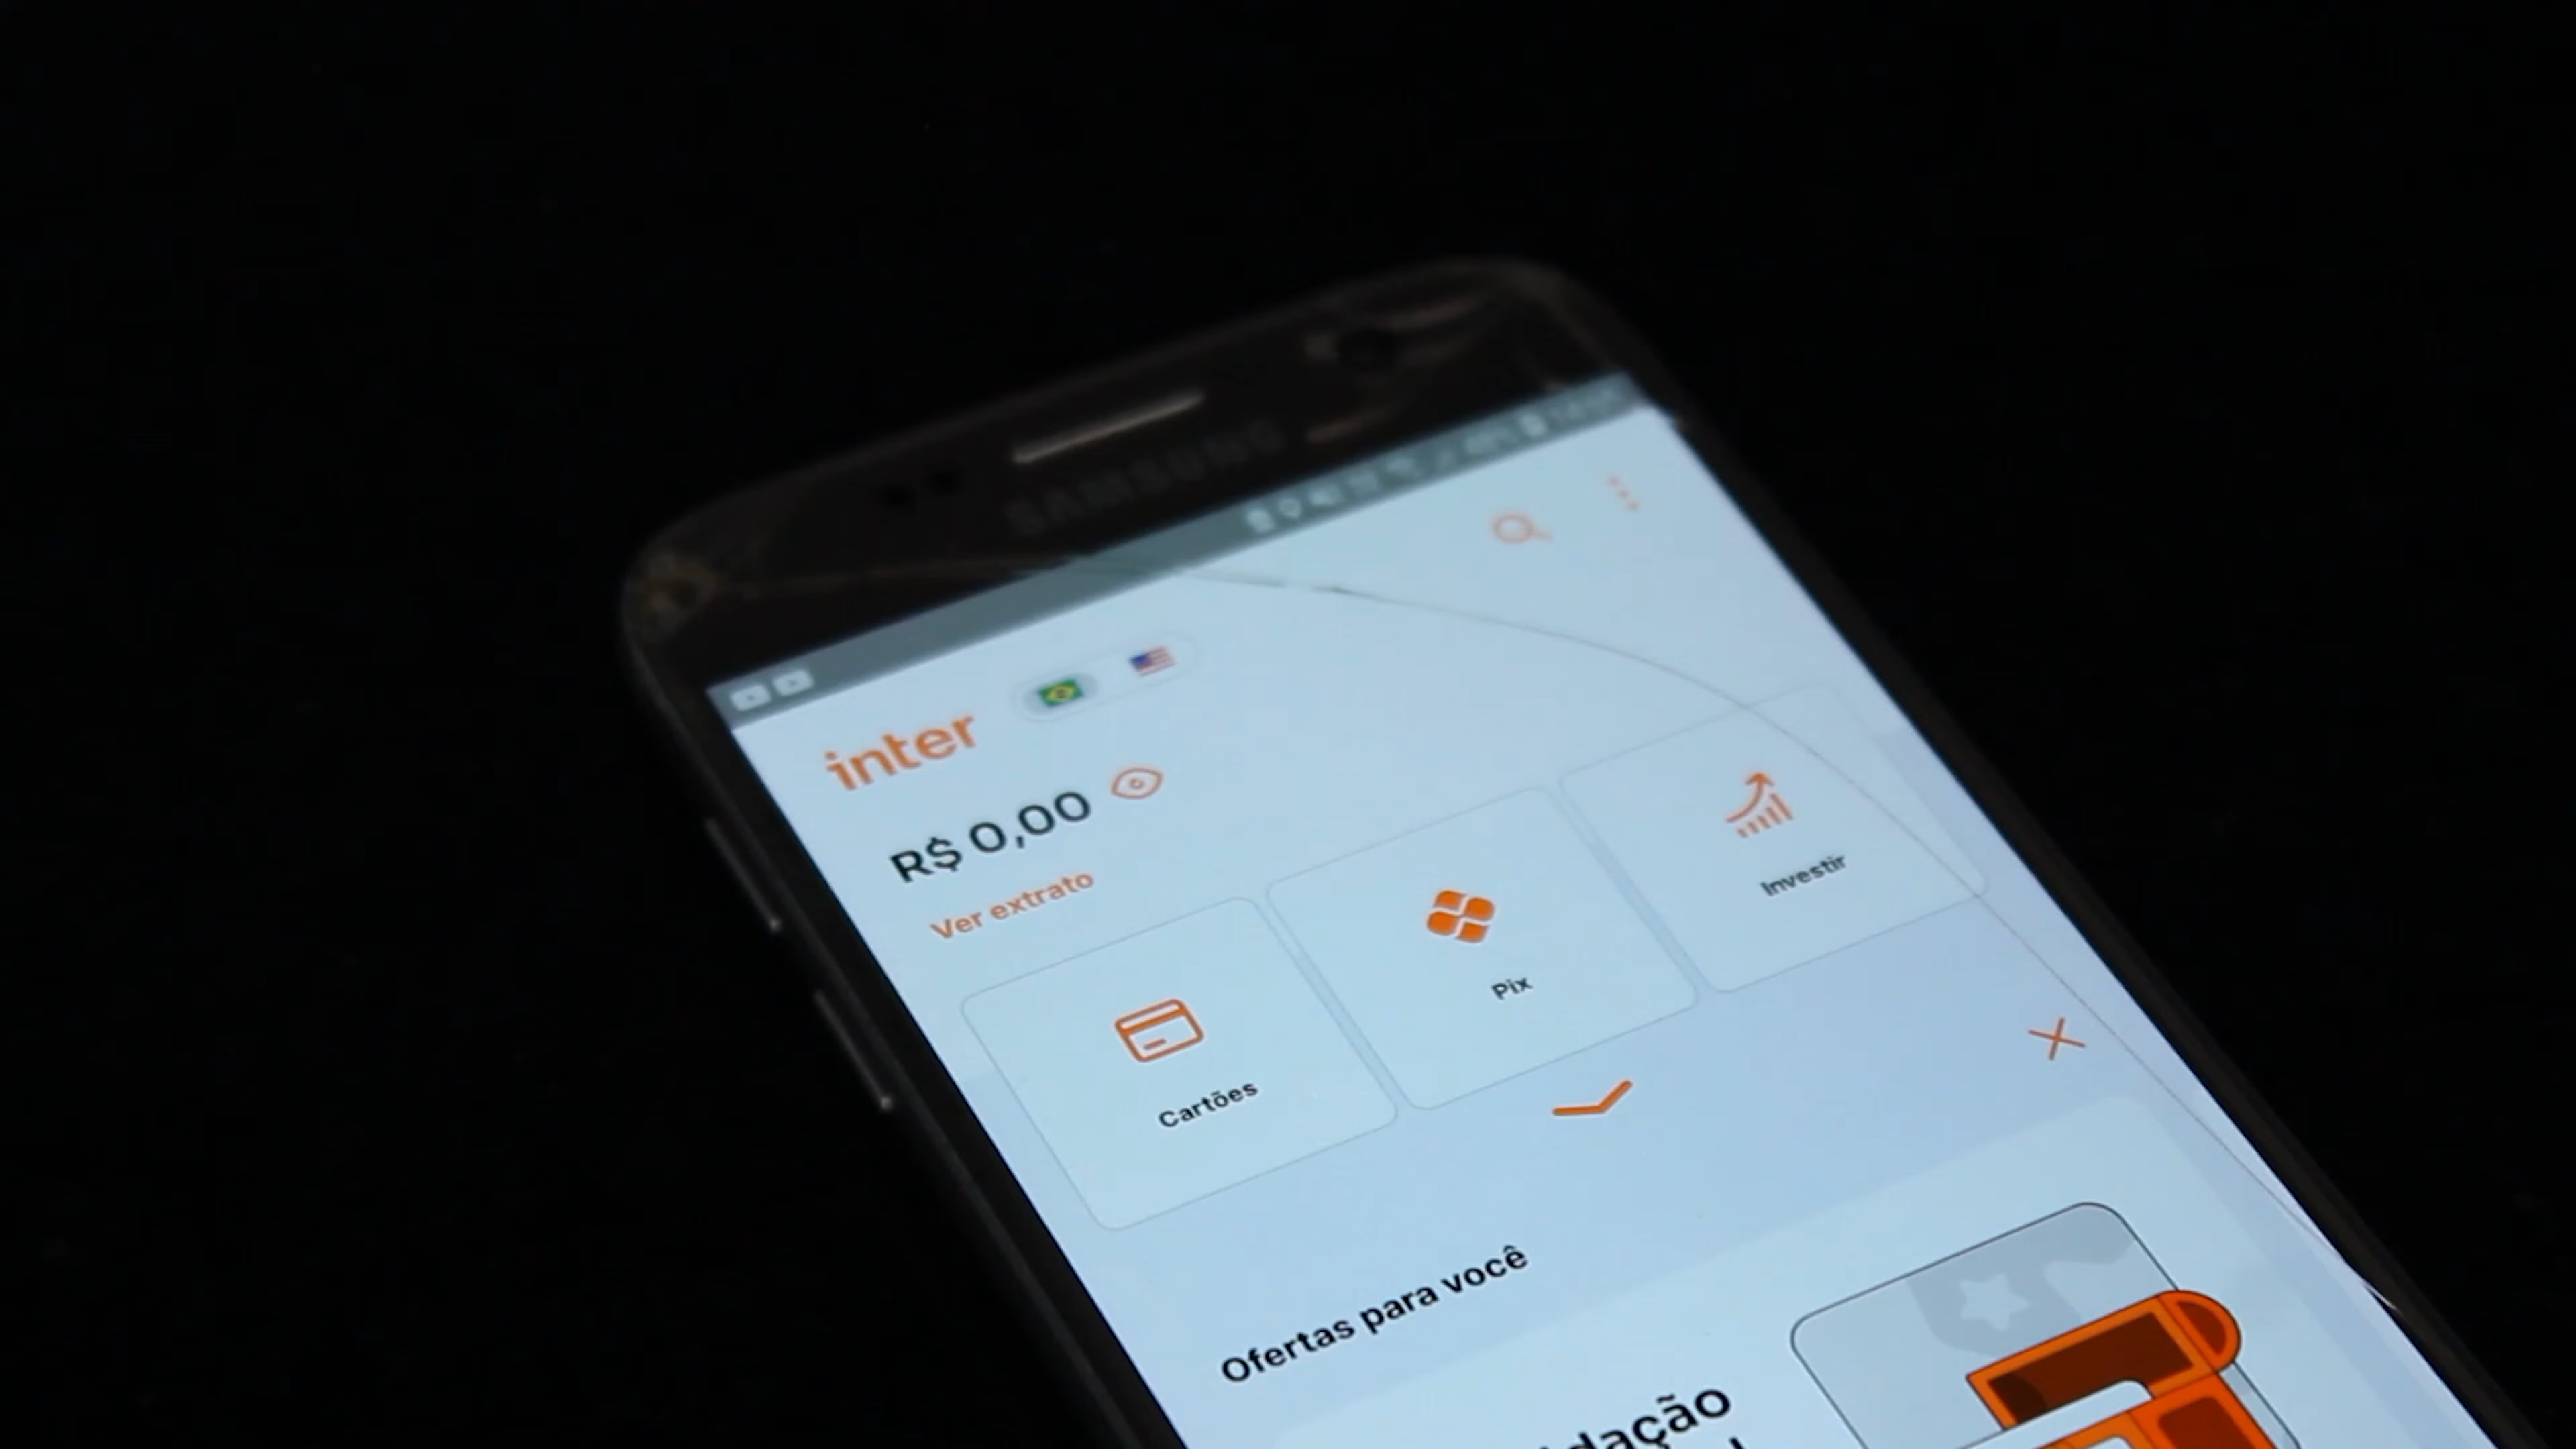 SAMSUNG
inter
R$ 0,00
Ver extrato
Cartões
Pix
Investir
Ofertas para você